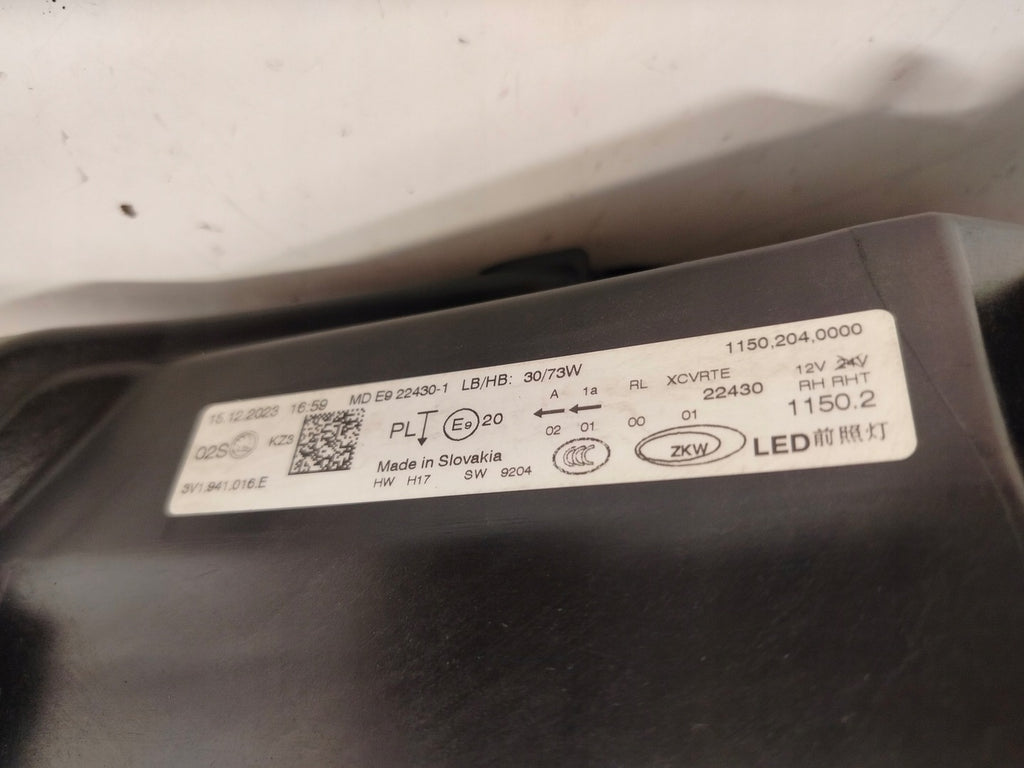 1150.204.0000
15.12.2023 16:59 MD E9 22430-1 LB/HB: 30/73W
A 1a RL XCVRTE 12V 24V
22430 RH RHT
02S KZ3 PL E9 20 02 01 00 01 1150.2
Made in Slovakia CCC ZKW LED前照灯
3V1.941.016.E HW H17 SW 9204